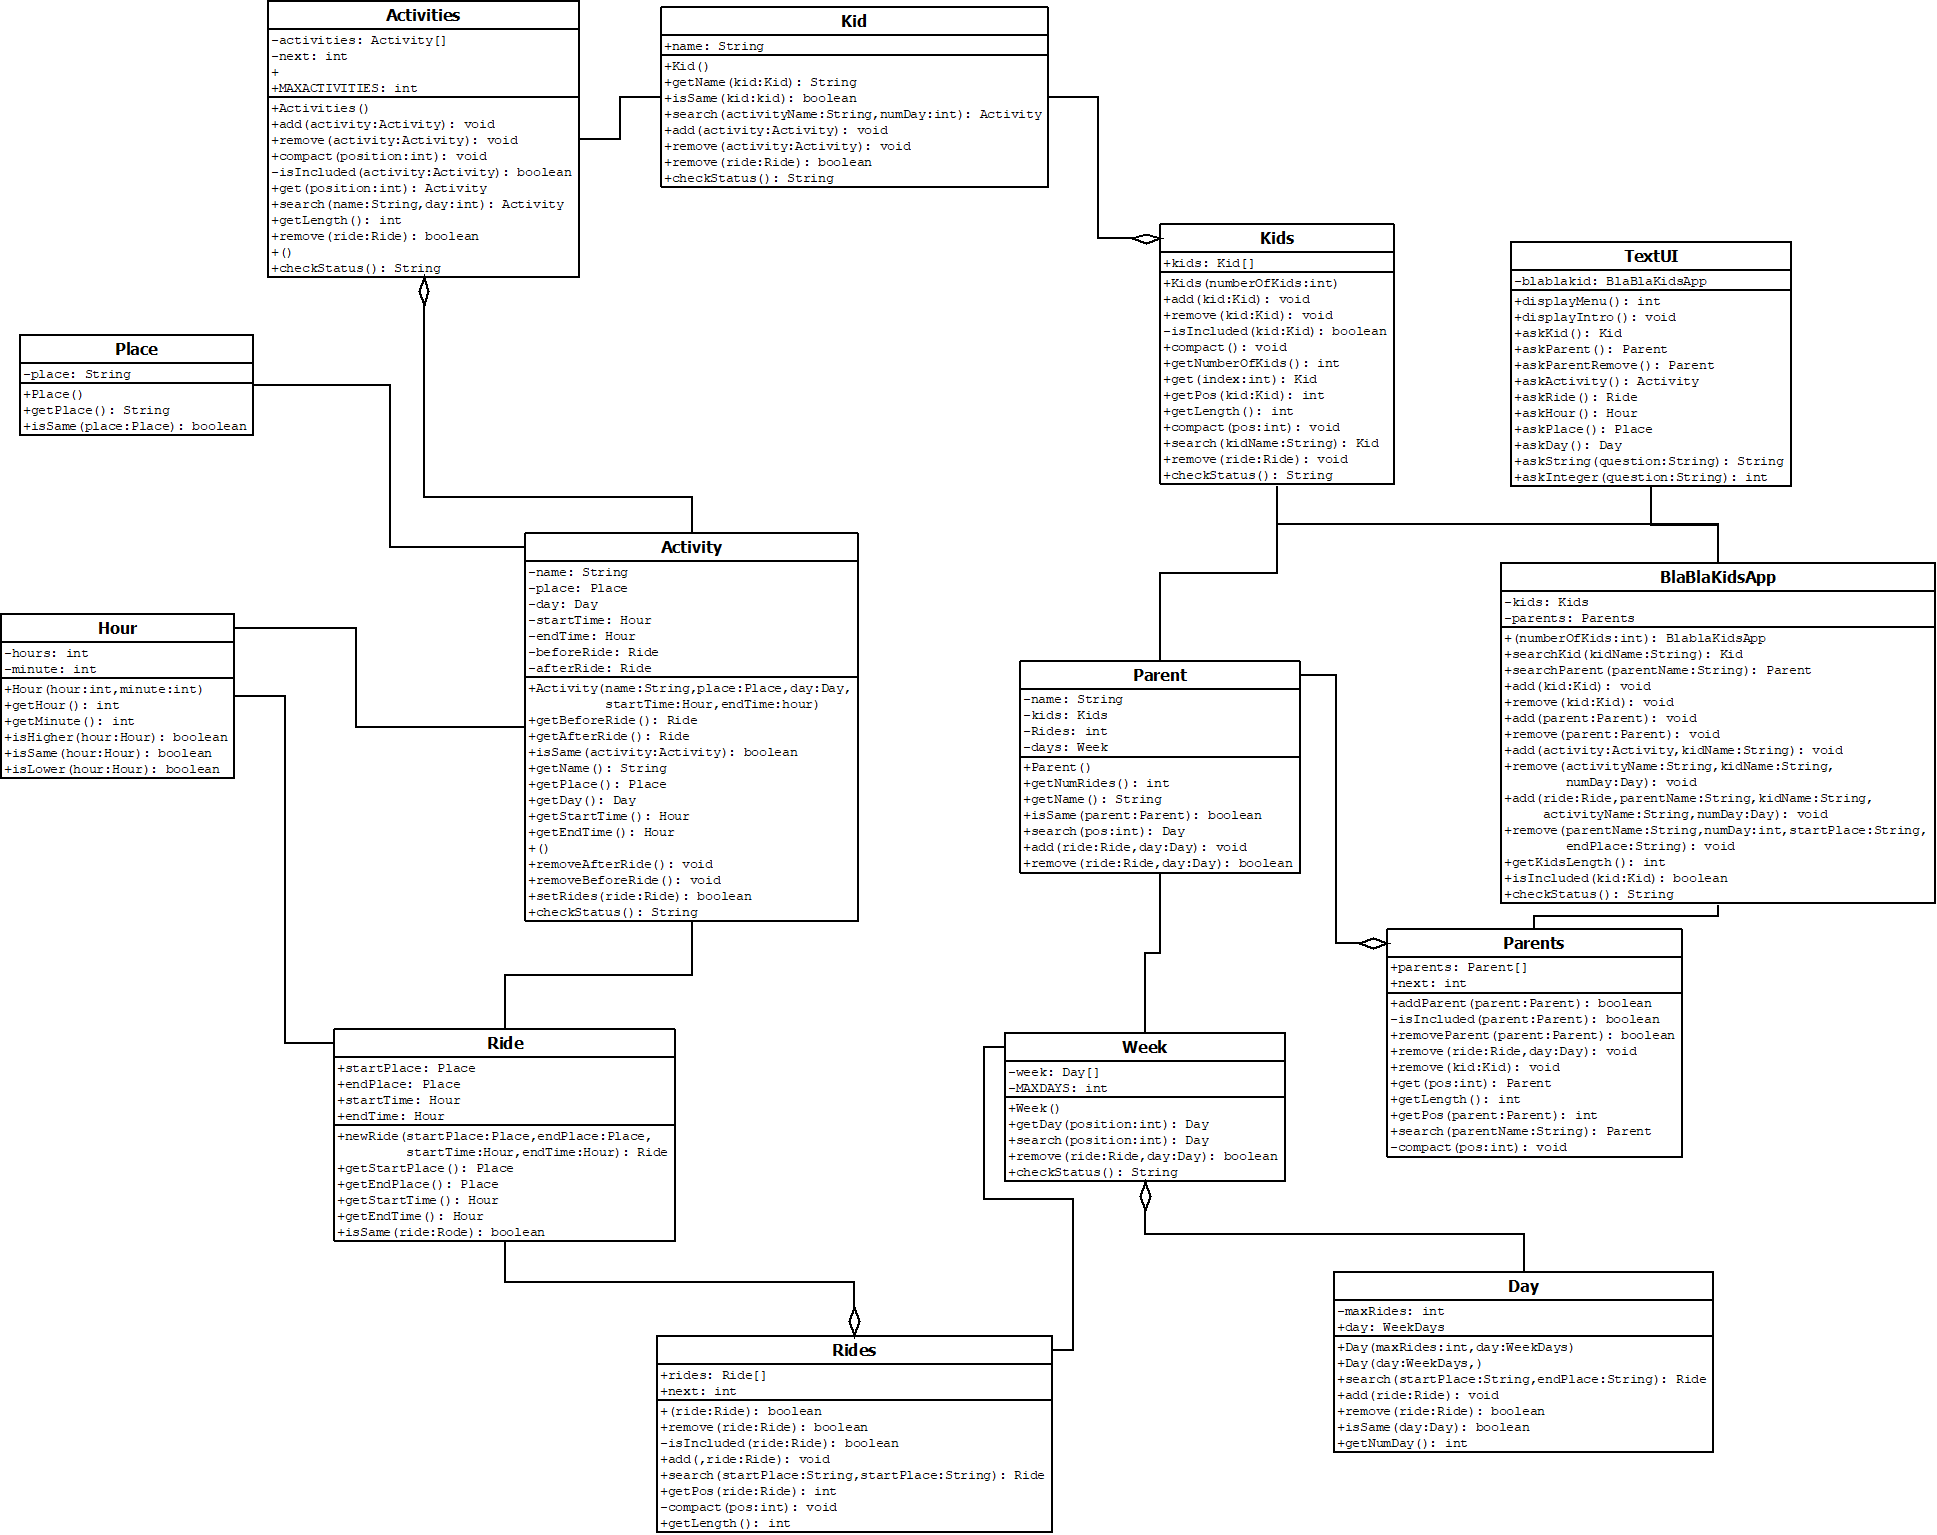 Activities
-activities: Activity[]
-next: int
+
+MAXACTIVITIES: int
+Activities()
+add(activity:Activity): void
+remove(activity:Activity): void
+compact(position:int): void
-isIncluded(activity:Activity): boolean
+get(position:int): Activity
+search(name:String,day:int): Activity
+getLength(): int
+remove(ride:Ride): boolean
+()
+checkStatus(): String
Kid
+name: String
+Kid()
+getName(kid:Kid): String
+isSame(kid:kid): boolean
+search(activityName:String,numDay:int): Activity
+add(activity:Activity): void
+remove(activity:Activity): void
+remove(ride:Ride): boolean
+checkStatus(): String
Kids
+kids: Kid[]
+Kids(numberOfKids:int)
+add(kid:Kid): void
+remove(kid:Kid): void
-isIncluded(kid:Kid): boolean
+compact(): void
+getNumberOfKids(): int
+get(index:int): Kid
+getPos(kid:Kid): int
+getLength(): int
+compact(pos:int): void
+search(kidName:String): Kid
+remove(ride:Ride): void
+checkStatus(): String
TextUI
-blablakid: BlaBlaKidsApp
+displayMenu(): int
+displayIntro(): void
+askKid(): Kid
+askParent(): Parent
+askParentRemove(): Parent
+askActivity(): Activity
+askRide(): Ride
+askHour(): Hour
+askPlace(): Place
+askDay(): Day
+askString(question:String): String
+askInteger(question:String): int
Place
-place: String
+Place()
+getPlace(): String
+isSame(place:Place): boolean
Activity
-name: String
-place: Place
-day: Day
-startTime: Hour
-endTime: Hour
-beforeRide: Ride
-afterRide: Ride
+Activity(name:String,place:Place,day:Day,
startTime:Hour,endTime:hour)
+getBeforeRide(): Ride
+getAfterRide(): Ride
+isSame(activity:Activity): boolean
+getName(): String
+getPlace(): Place
+getDay(): Day
+getStartTime(): Hour
+getEndTime(): Hour
+()
+removeAfterRide(): void
+removeBeforeRide(): void
+setRides(ride:Ride): boolean
+checkStatus(): String
Hour
-hours: int
-minute: int
+Hour(hour:int,minute:int)
+getHour(): int
+getMinute(): int
+isHigher(hour:Hour): boolean
+isSame(hour:Hour): boolean
+isLower(hour:Hour): boolean
BlaBlaKidsApp
-kids: Kids
-parents: Parents
+(numberOfKids:int): BlablaKidsApp
+searchKid(kidName:String): Kid
+searchParent(parentName:String): Parent
+add(kid:Kid): void
+remove(kid:Kid): void
+add(parent:Parent): void
+remove(parent:Parent): void
+add(activity:Activity,kidName:String): void
+remove(activityName:String,kidName:String,
numDay:Day): void
+add(ride:Ride,parentName:String,kidName:String,
activityName:String,numDay:Day): void
+remove(parentName:String,numDay:int,startPlace:String,
endPlace:String): void
+getKidsLength(): int
+isIncluded(kid:Kid): boolean
+checkStatus(): String
Parent
-name: String
-kids: Kids
-Rides: int
-days: Week
+Parent()
+getNumRides(): int
+getName(): String
+isSame(parent:Parent): boolean
+search(pos:int): Day
+add(ride:Ride,day:Day): void
+remove(ride:Ride,day:Day): boolean
Parents
+parents: Parent[]
+next: int
+addParent(parent:Parent): boolean
-isIncluded(parent:Parent): boolean
+removeParent(parent:Parent): boolean
+remove(ride:Ride,day:Day): void
+remove(kid:Kid): void
+get(pos:int): Parent
+getLength(): int
+getPos(parent:Parent): int
+search(parentName:String): Parent
-compact(pos:int): void
Ride
+startPlace: Place
+endPlace: Place
+startTime: Hour
+endTime: Hour
+newRide(startPlace:Place,endPlace:Place,
startTime:Hour,endTime:Hour): Ride
+getStartPlace(): Place
+getEndPlace(): Place
+getStartTime(): Hour
+getEndTime(): Hour
+isSame(ride:Rode): boolean
Week
-week: Day[]
-MAXDAYS: int
+Week()
+getDay(position:int): Day
+search(position:int): Day
+remove(ride:Ride,day:Day): boolean
+checkStatus(): String
Day
-maxRides: int
+day: WeekDays
+Day(maxRides:int,day:WeekDays)
+Day(day:WeekDays,)
+search(startPlace:String,endPlace:String): Ride
+add(ride:Ride): void
+remove(ride:Ride): boolean
+isSame(day:Day): boolean
+getNumDay(): int
Rides
+rides: Ride[]
+next: int
+(ride:Ride): boolean
+remove(ride:Ride): boolean
-isIncluded(ride:Ride): boolean
+add(,ride:Ride): void
+search(startPlace:String,startPlace:String): Ride
+getPos(ride:Ride): int
-compact(pos:int): void
+getLength(): int